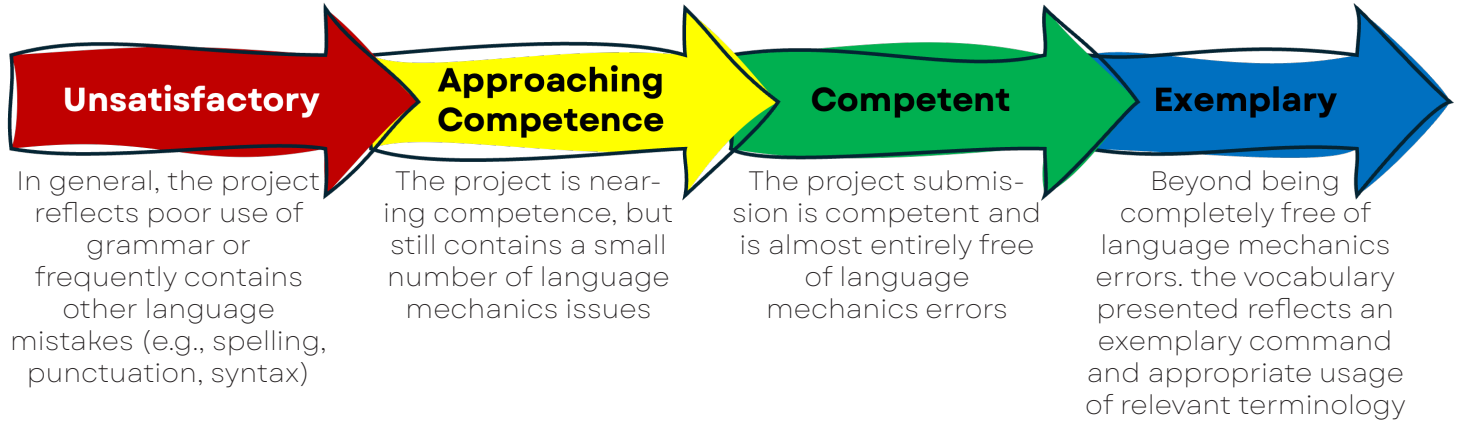 Unsatisfactory
Approaching
Competence
Competent
Exemplary
In general, the project
reflects poor use of
grammar or
frequently contains
other language
mistakes (e.g., spelling,
punctuation, syntax)
The project is near-
ing competence, but
still contains a small
number of language
mechanics issues
The project submis-
sion is competent and
is almost entirely free
of language
mechanics errors
Beyond being
completely free of
language mechanics
errors. the vocabulary
presented reflects an
exemplary command
and appropriate usage
of relevant terminology